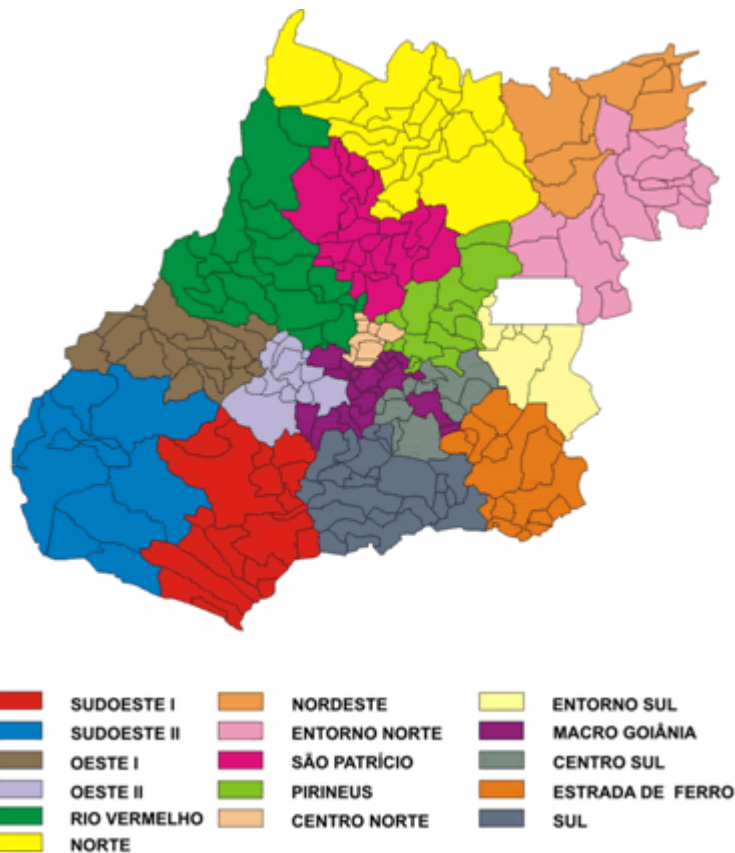 SUDOESTE I
SUDOESTE II
OESTE I
OESTE II
RIO VERMELHO
NORTE
NORDESTE
ENTORNO NORTE
SÃO PATRÍCIO
PIRINEUS
CENTRO NORTE
ENTORNO SUL
MACRO GOIÂNIA
CENTRO SUL
ESTRADA DE FERRO
SUL